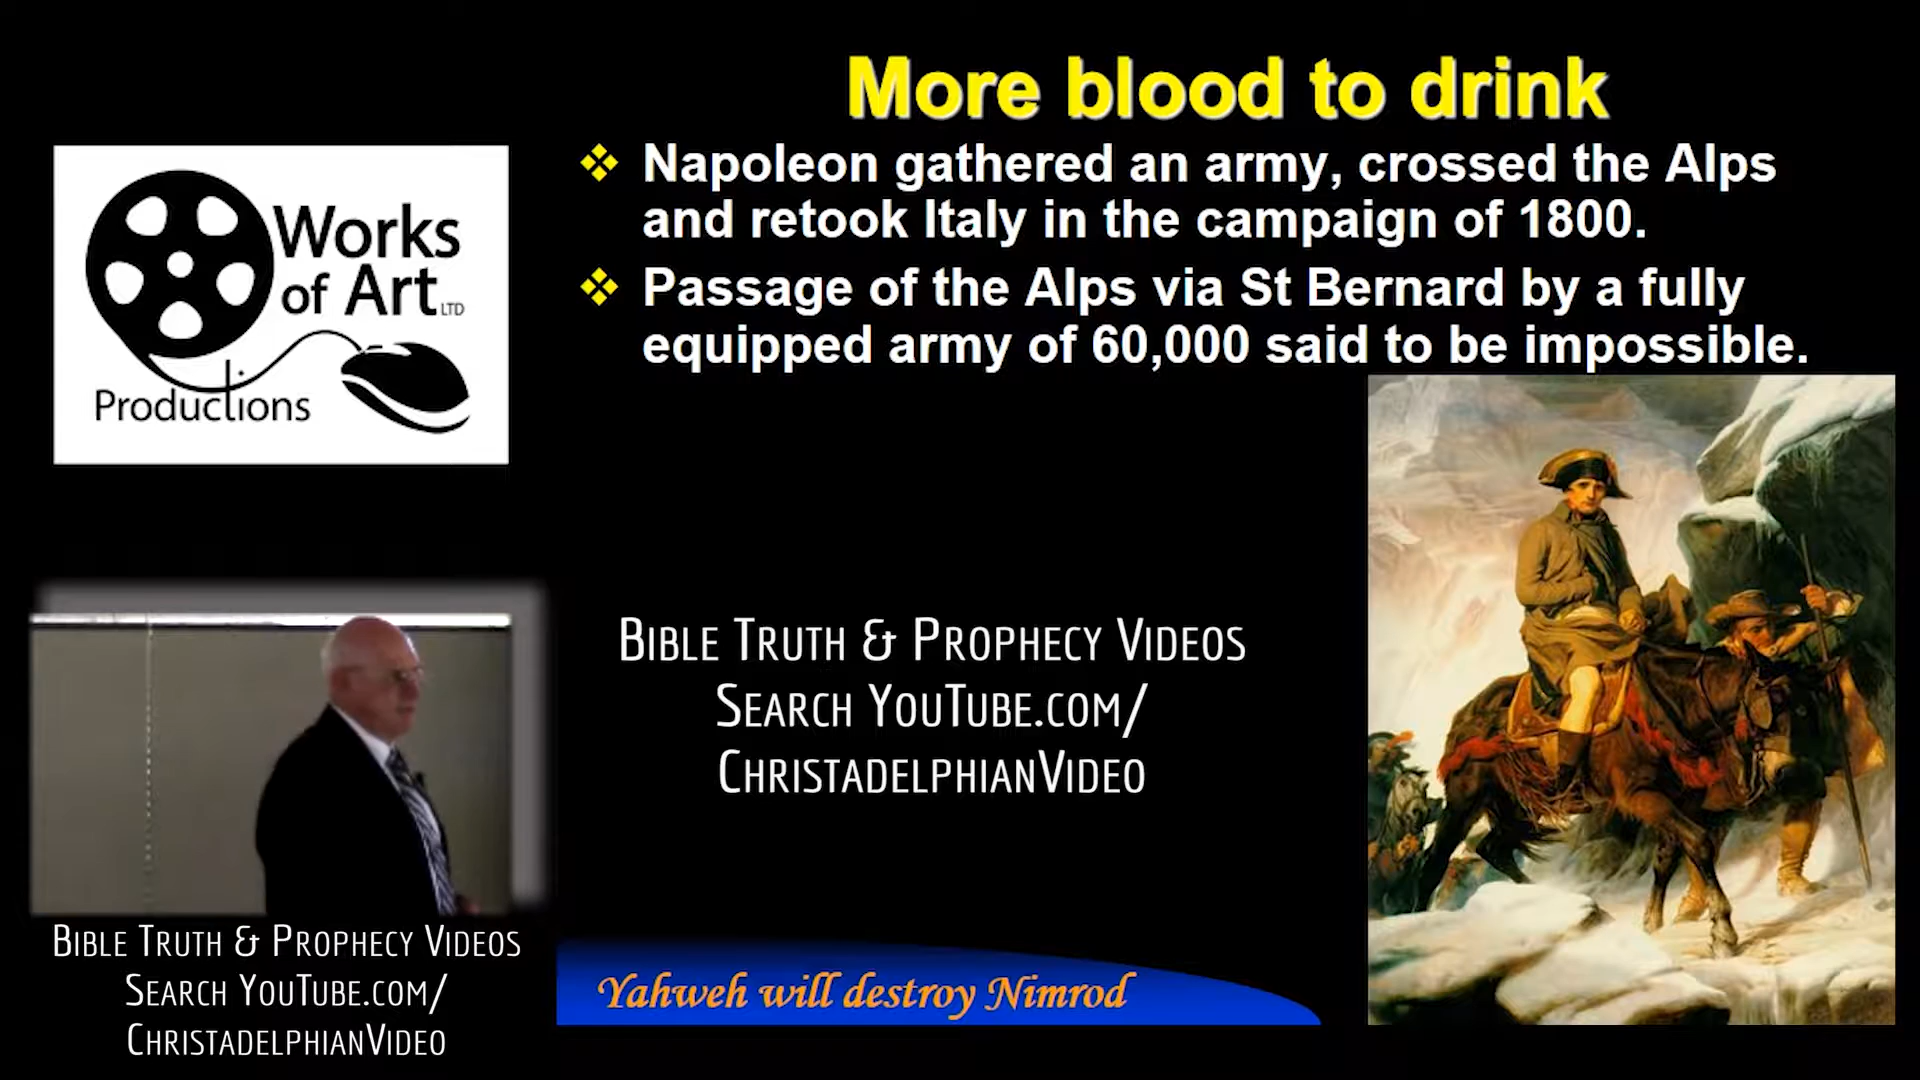 More blood to drink
❖ Napoleon gathered an army, crossed the Alps
and retook Italy in the campaign of 1800.
❖ Passage of the Alps via St Bernard by a fully
equipped army of 60,000 said to be impossible.
Works
of Art LTD
Productions
Bible Truth & Prophecy Videos
Search YouTube.com/
ChristadelphianVideo
Yahweh will destroy Nimrod
Bible Truth & Prophecy Videos
Search YouTube.com/
ChristadelphianVideo